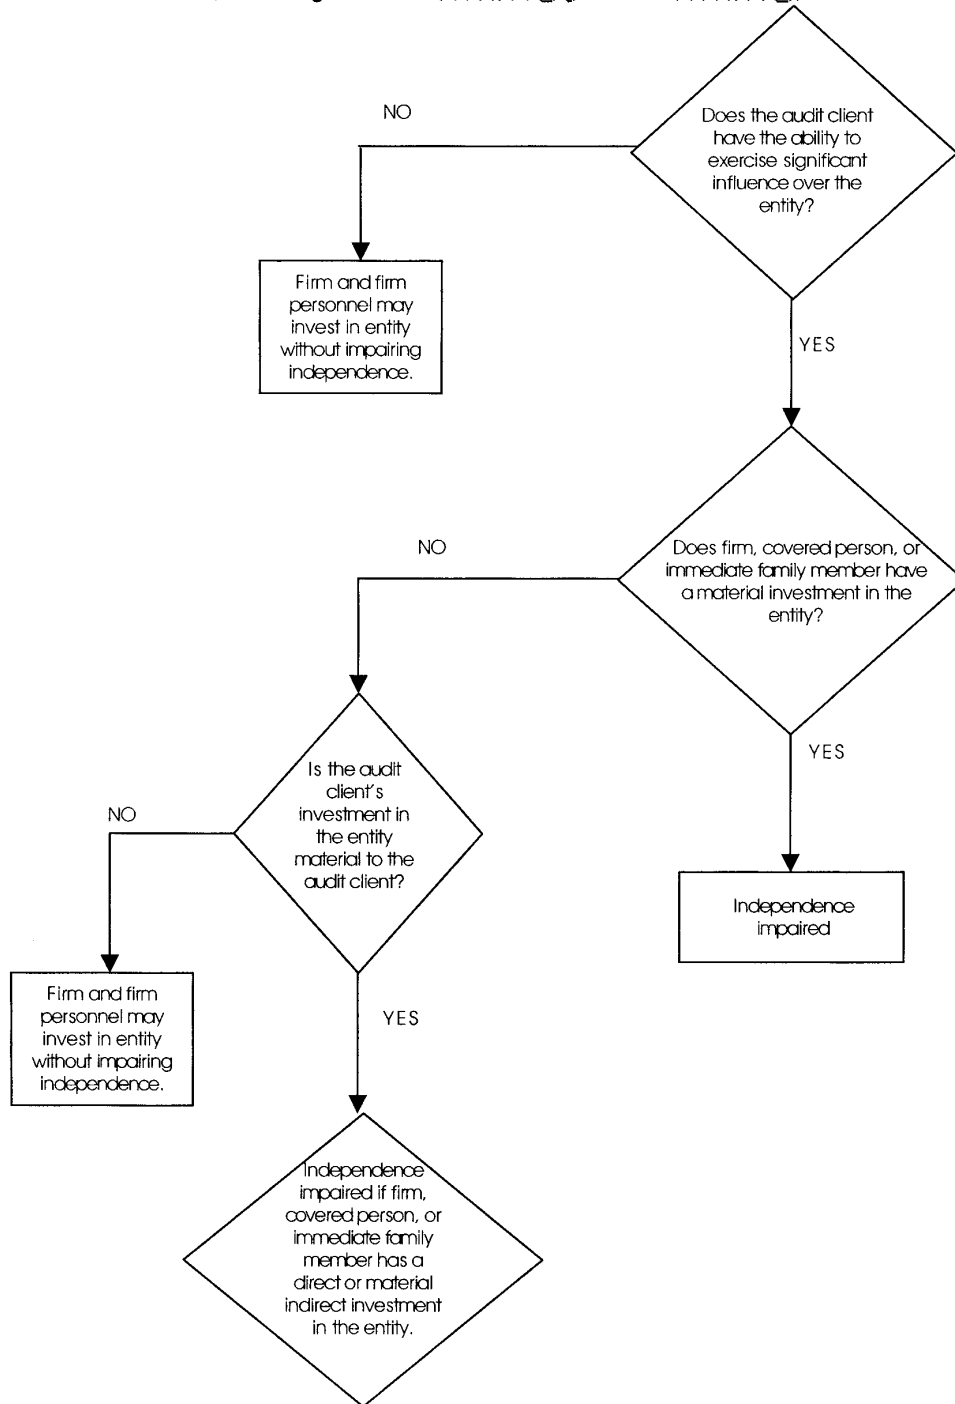 NO
Does the audit client
have the ability to
exercise significant
influence over the
entity?
Firm and firm
personnel may
invest in entity
without impairing
independence.
YES
NO
Does firm, covered person, or
immediate family member have
a material investment in the
entity?
YES
Is the audit
client's
investment in
the entity
material to the
audit client?
NO
Independence
impaired
Firm and firm
personnel may
invest in entity
without impairing
independence.
YES
Independence
impaired if firm,
covered person, or
immediate family
member has a
direct or material
indirect investment
in the entity.